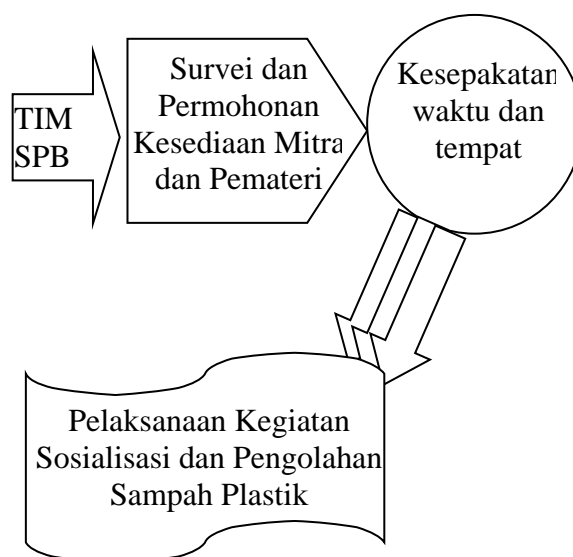 TIM
SPB
Survei dan
Permohonan
Kesediaan Mitra
dan Pemateri
Kesepakatan
waktu dan
tempat
Pelaksanaan Kegiatan
Sosialisasi dan Pengolahan
Sampah Plastik